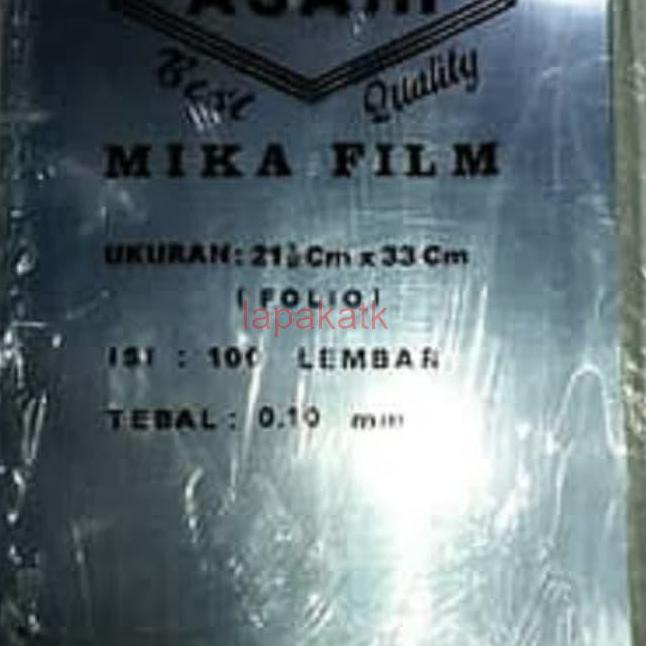 Best Quality
MIKA FILM
UKURAN: 21½ Cm x 33 Cm
(FOLIO)
lapakatk
ISI : 100 LEMBAR
TEBAL : 0.10 mm